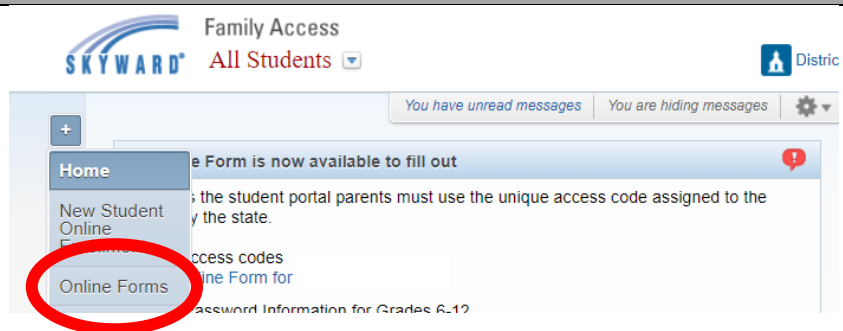 Family Access
SKYWARD®
All Students
Distric
You have unread messages
You are hiding messages
+
Home
e Form is now available to fill out
New Student
Online
s the student portal parents must use the unique access code assigned to the
y the state.
ccess codes
Online Forms
line Form for
assword Information for Grades 6-12